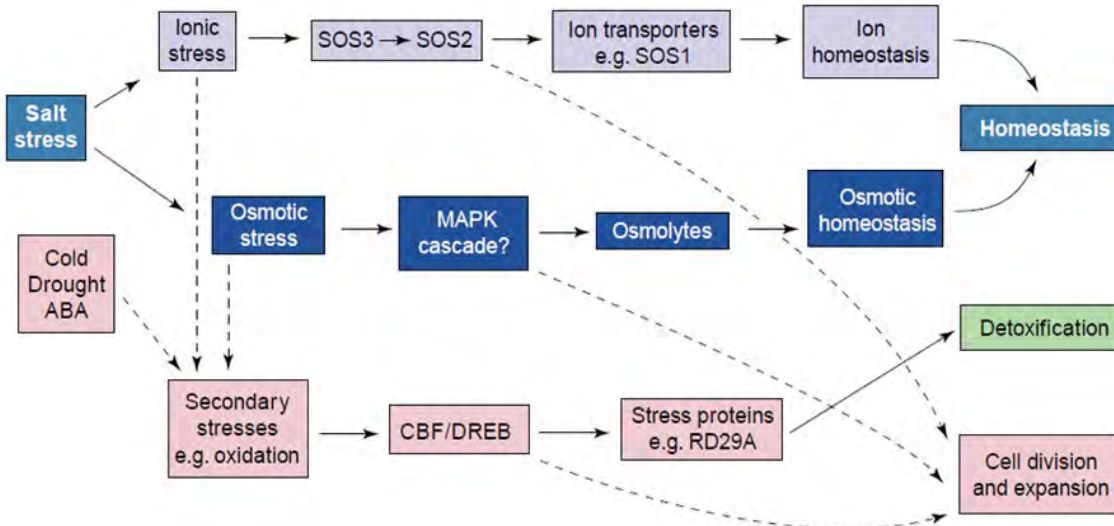 Ionic
stress
SOS3 → SOS2
Ion transporters
e.g. SOS1
Ion
homeostasis
Salt
stress
Homeostasis
Osmotic
stress
MAPK
cascade?
Osmolytes
Osmotic
homeostasis
Cold
Drought
ABA
Detoxification
Secondary
stresses
e.g. oxidation
CBF/DREB
Stress proteins
e.g. RD29A
Cell division
and expansion